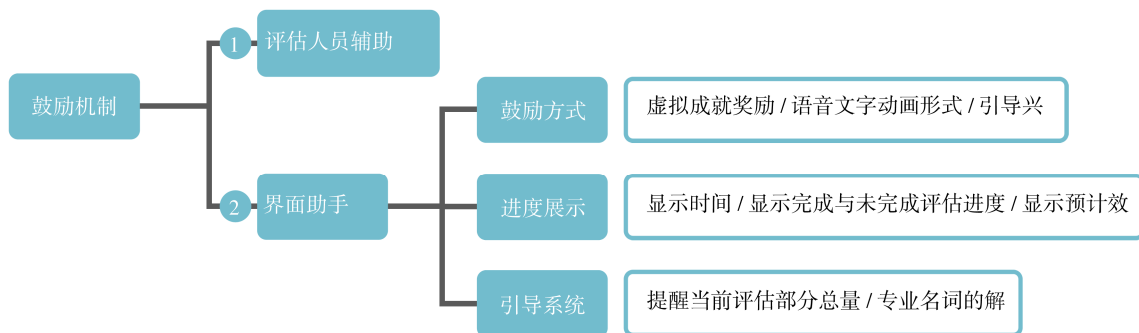 鼓励机制
1
评估人员辅助
2
界面助手
鼓励方式
虚拟成就奖励 / 语音文字动画形式 / 引导兴
进度展示
显示时间 / 显示完成与未完成评估进度 / 显示预计效
引导系统
提醒当前评估部分总量 / 专业名词的解